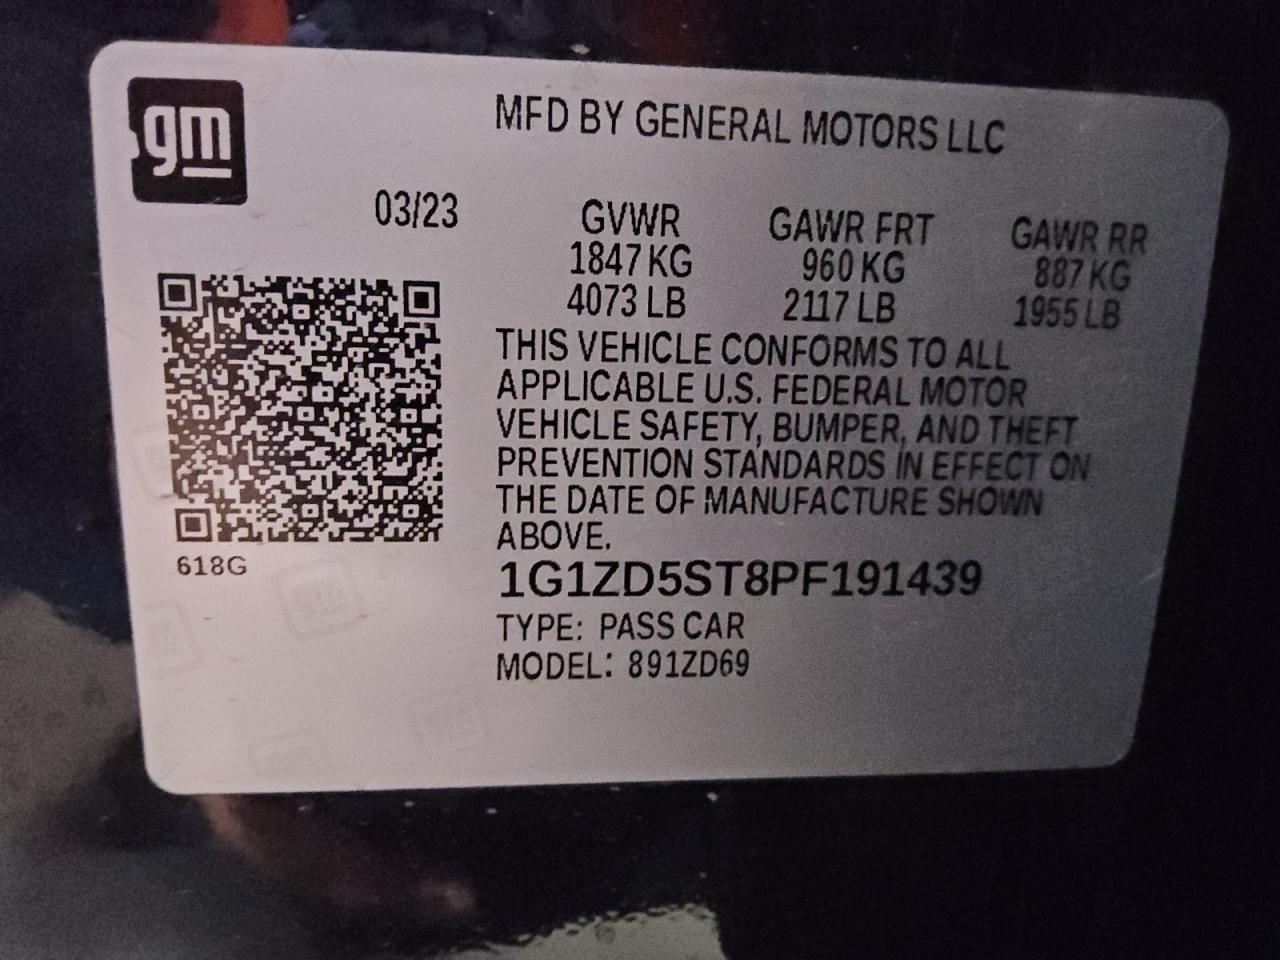 gm
MFD BY GENERAL MOTORS LLC
03/23
GVWR GAWR FRT GAWR RR
1847 KG 960 KG 887 KG
4073 LB 2117 LB 1955 LB
THIS VEHICLE CONFORMS TO ALL
APPLICABLE U.S. FEDERAL MOTOR
VEHICLE SAFETY, BUMPER, AND THEFT
PREVENTION STANDARDS IN EFFECT ON
THE DATE OF MANUFACTURE SHOWN
ABOVE.
618G
1G1ZD5ST8PF191439
TYPE: PASS CAR
MODEL: 891ZD69